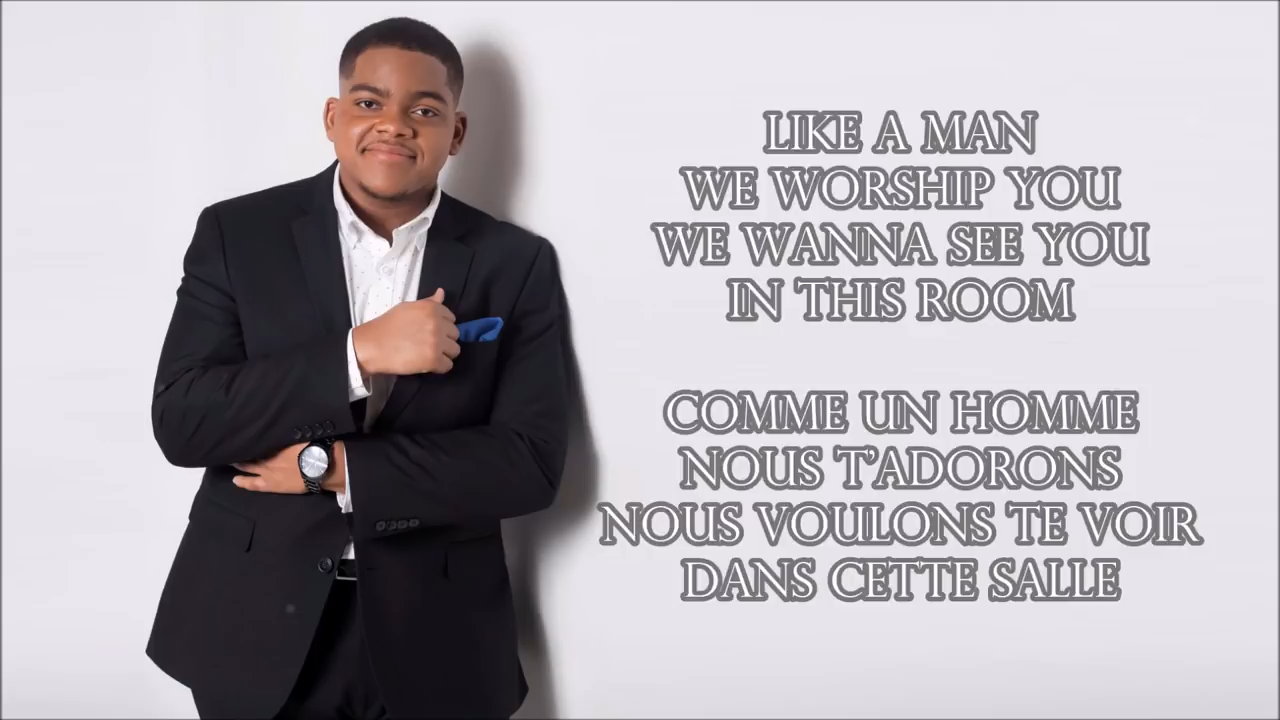 LIKE A MAN
WE WORSHIP YOU
WE WANNA SEE YOU
IN THIS ROOM
COMME UN HOMME
NOUS T'ADORONS
NOUS VOULONS TE VOIR
DANS CETTE SALLE